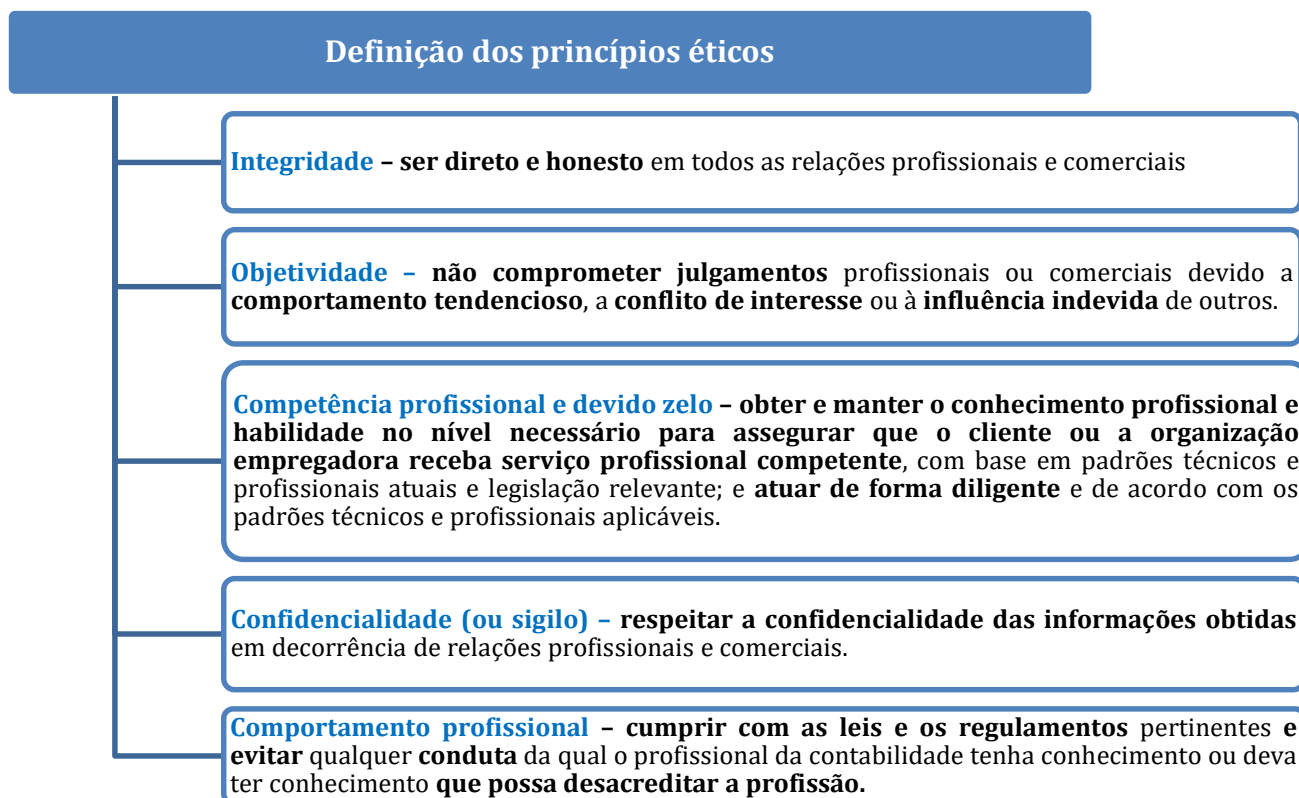 Definição dos princípios éticos
Integridade – ser direto e honesto em todos as relações profissionais e comerciais
Objetividade – não comprometer julgamentos profissionais ou comerciais devido a
comportamento tendencioso, a conflito de interesse ou à influência indevida de outros.
Competência profissional e devido zelo – obter e manter o conhecimento profissional e
habilidade no nível necessário para assegurar que o cliente ou a organização
empregadora receba serviço profissional competente, com base em padrões técnicos e
profissionais atuais e legislação relevante; e atuar de forma diligente e de acordo com os
padrões técnicos e profissionais aplicáveis.
Confidencialidade (ou sigilo) – respeitar a confidencialidade das informações obtidas
em decorrência de relações profissionais e comerciais.
Comportamento profissional – cumprir com as leis e os regulamentos pertinentes e
evitar qualquer conduta da qual o profissional da contabilidade tenha conhecimento ou deva
ter conhecimento que possa desacreditar a profissão.